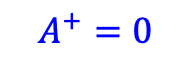 A⁺ = 0